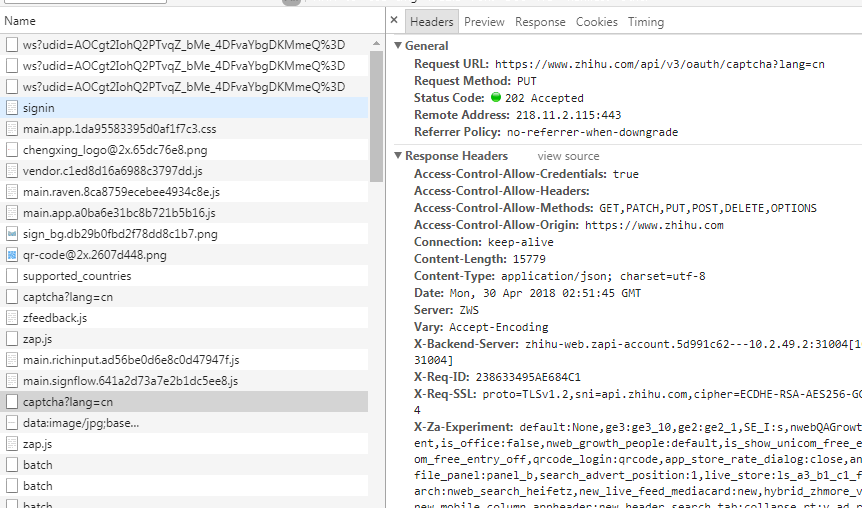 Name
ws?udid=AOCgt2IohQ2PTvqZ_bMe_4DFvaYbgDKMmeQ%3D
ws?udid=AOCgt2IohQ2PTvqZ_bMe_4DFvaYbgDKMmeQ%3D
ws?udid=AOCgt2IohQ2PTvqZ_bMe_4DFvaYbgDKMmeQ%3D
signin
main.app.1da95583395d0af1f7c3.css
chengxing_logo@2x.65dc76e8.png
vendor.c1ed8d16a6988c3797dd.js
main.raven.8ca8759ecebee4934c8e.js
main.app.a0ba6e31bc8b721b5b16.js
sign_bg.db29b0fbd2f78dd8c1b7.png
qr-code@2x.2607d448.png
supported_countries
captcha?lang=cn
zfeedback.js
zap.js
main.richinput.ad56be0d6e8c0d47947f.js
main.signflow.641a2d73a7e2b1dc5ee8.js
captcha?lang=cn
data:image/jpg;base...
zap.js
batch
batch
batch
× Headers Preview Response Cookies Timing
▼ General
Request URL: https://www.zhihu.com/api/v3/oauth/captcha?lang=cn
Request Method: PUT
Status Code: 202 Accepted
Remote Address: 218.11.2.115:443
Referrer Policy: no-referrer-when-downgrade
▼ Response Headers view source
Access-Control-Allow-Credentials: true
Access-Control-Allow-Headers:
Access-Control-Allow-Methods: GET,PATCH,PUT,POST,DELETE,OPTIONS
Access-Control-Allow-Origin: https://www.zhihu.com
Connection: keep-alive
Content-Length: 15779
Content-Type: application/json; charset=utf-8
Date: Mon, 30 Apr 2018 02:51:45 GMT
Server: ZWS
Vary: Accept-Encoding
X-Backend-Server: zhihu-web.zapi-account.5d991c62---10.2.49.2:31004[1
31004]
X-Req-ID: 238633495AE684C1
X-Req-SSL: proto=TLSv1.2,sni=api.zhihu.com,cipher=ECDHE-RSA-AES256-GC
4
X-Za-Experiment: default:None,ge3:ge3_10,ge2:ge2_1,SE_I:s,nwebQAGrowt
ent,is_office:false,nweb_growth_people:default,is_show_unicom_free_e
om_free_entry_off,qrcode_login:qrcode,app_store_rate_dialog:close,an
file_panel:panel_b,search_advert_position:1,live_store:ls_a3_b1_c1_f
arch:nweb_search_heifetz,new_live_feed_mediacard:new,hybrid_zhmore_v